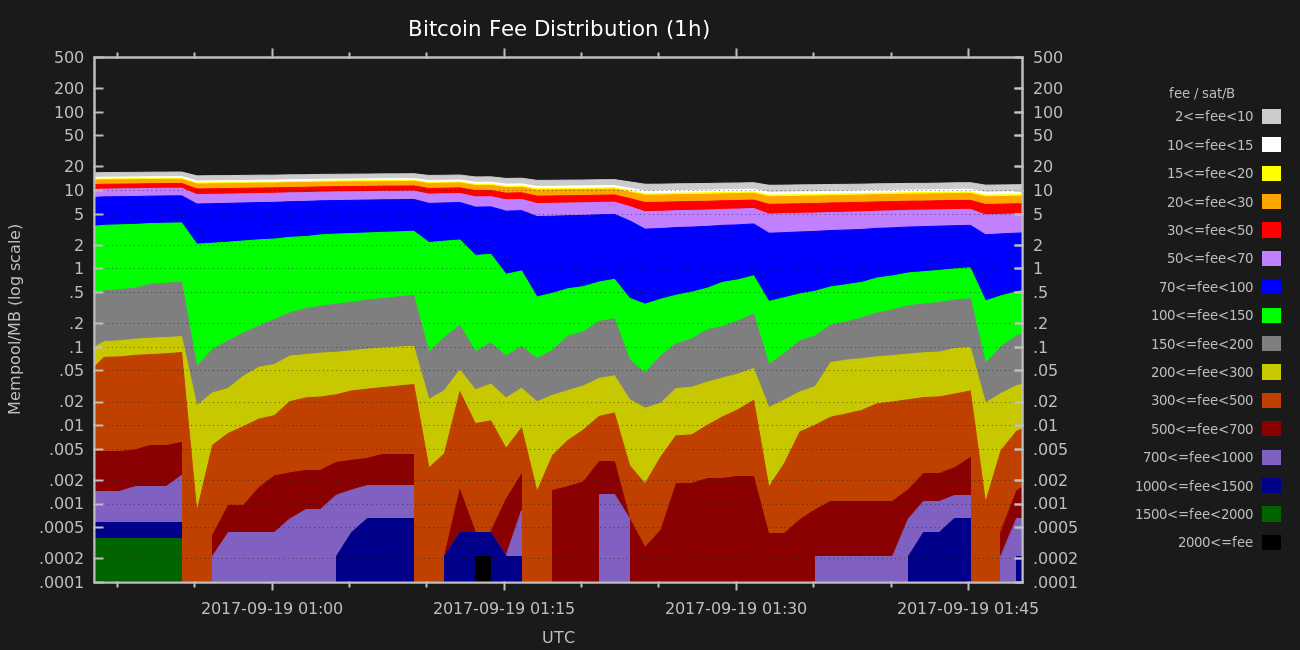 Bitcoin Fee Distribution (1h)
500
200
100
50
20
10
5
2
1
.5
.2
.1
.05
.02
.01
.005
.002
.001
.0005
.0002
.0001
Mempool/MB (log scale)
500
200
100
50
20
10
5
2
1
.5
.2
.1
.05
.02
.01
.005
.002
.001
.0005
.0002
.0001
2017-09-19 01:00
2017-09-19 01:15
2017-09-19 01:30
2017-09-19 01:45
UTC
fee / sat/B
2<=fee<10
10<=fee<15
15<=fee<20
20<=fee<30
30<=fee<50
50<=fee<70
70<=fee<100
100<=fee<150
150<=fee<200
200<=fee<300
300<=fee<500
500<=fee<700
700<=fee<1000
1000<=fee<1500
1500<=fee<2000
2000<=fee